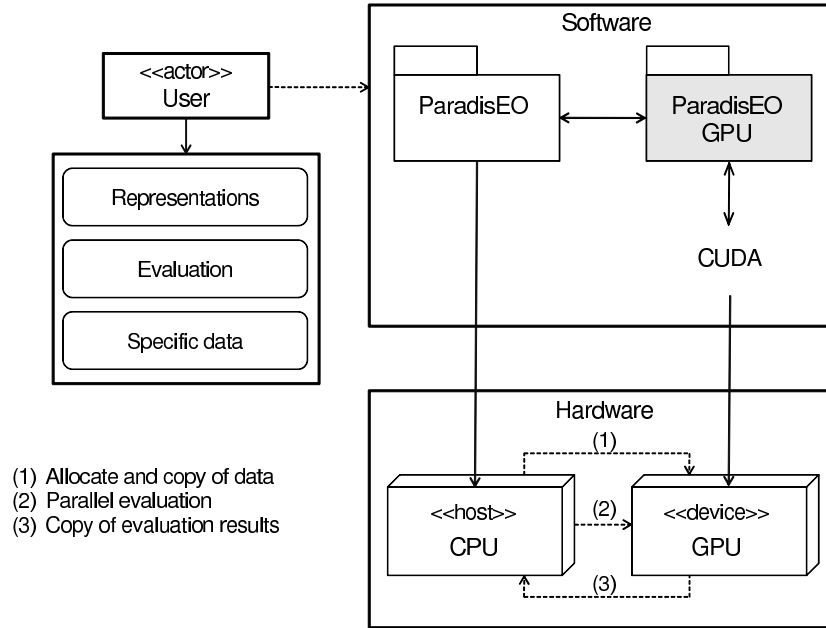 Software
<<actor>>
User
ParadisEO
ParadisEO
GPU
Representations
Evaluation
Specific data
CUDA
Hardware
(1)
(1) Allocate and copy of data
(2) Parallel evaluation
(3) Copy of evaluation results
<<host>>
CPU
(2)
<<device>>
GPU
(3)